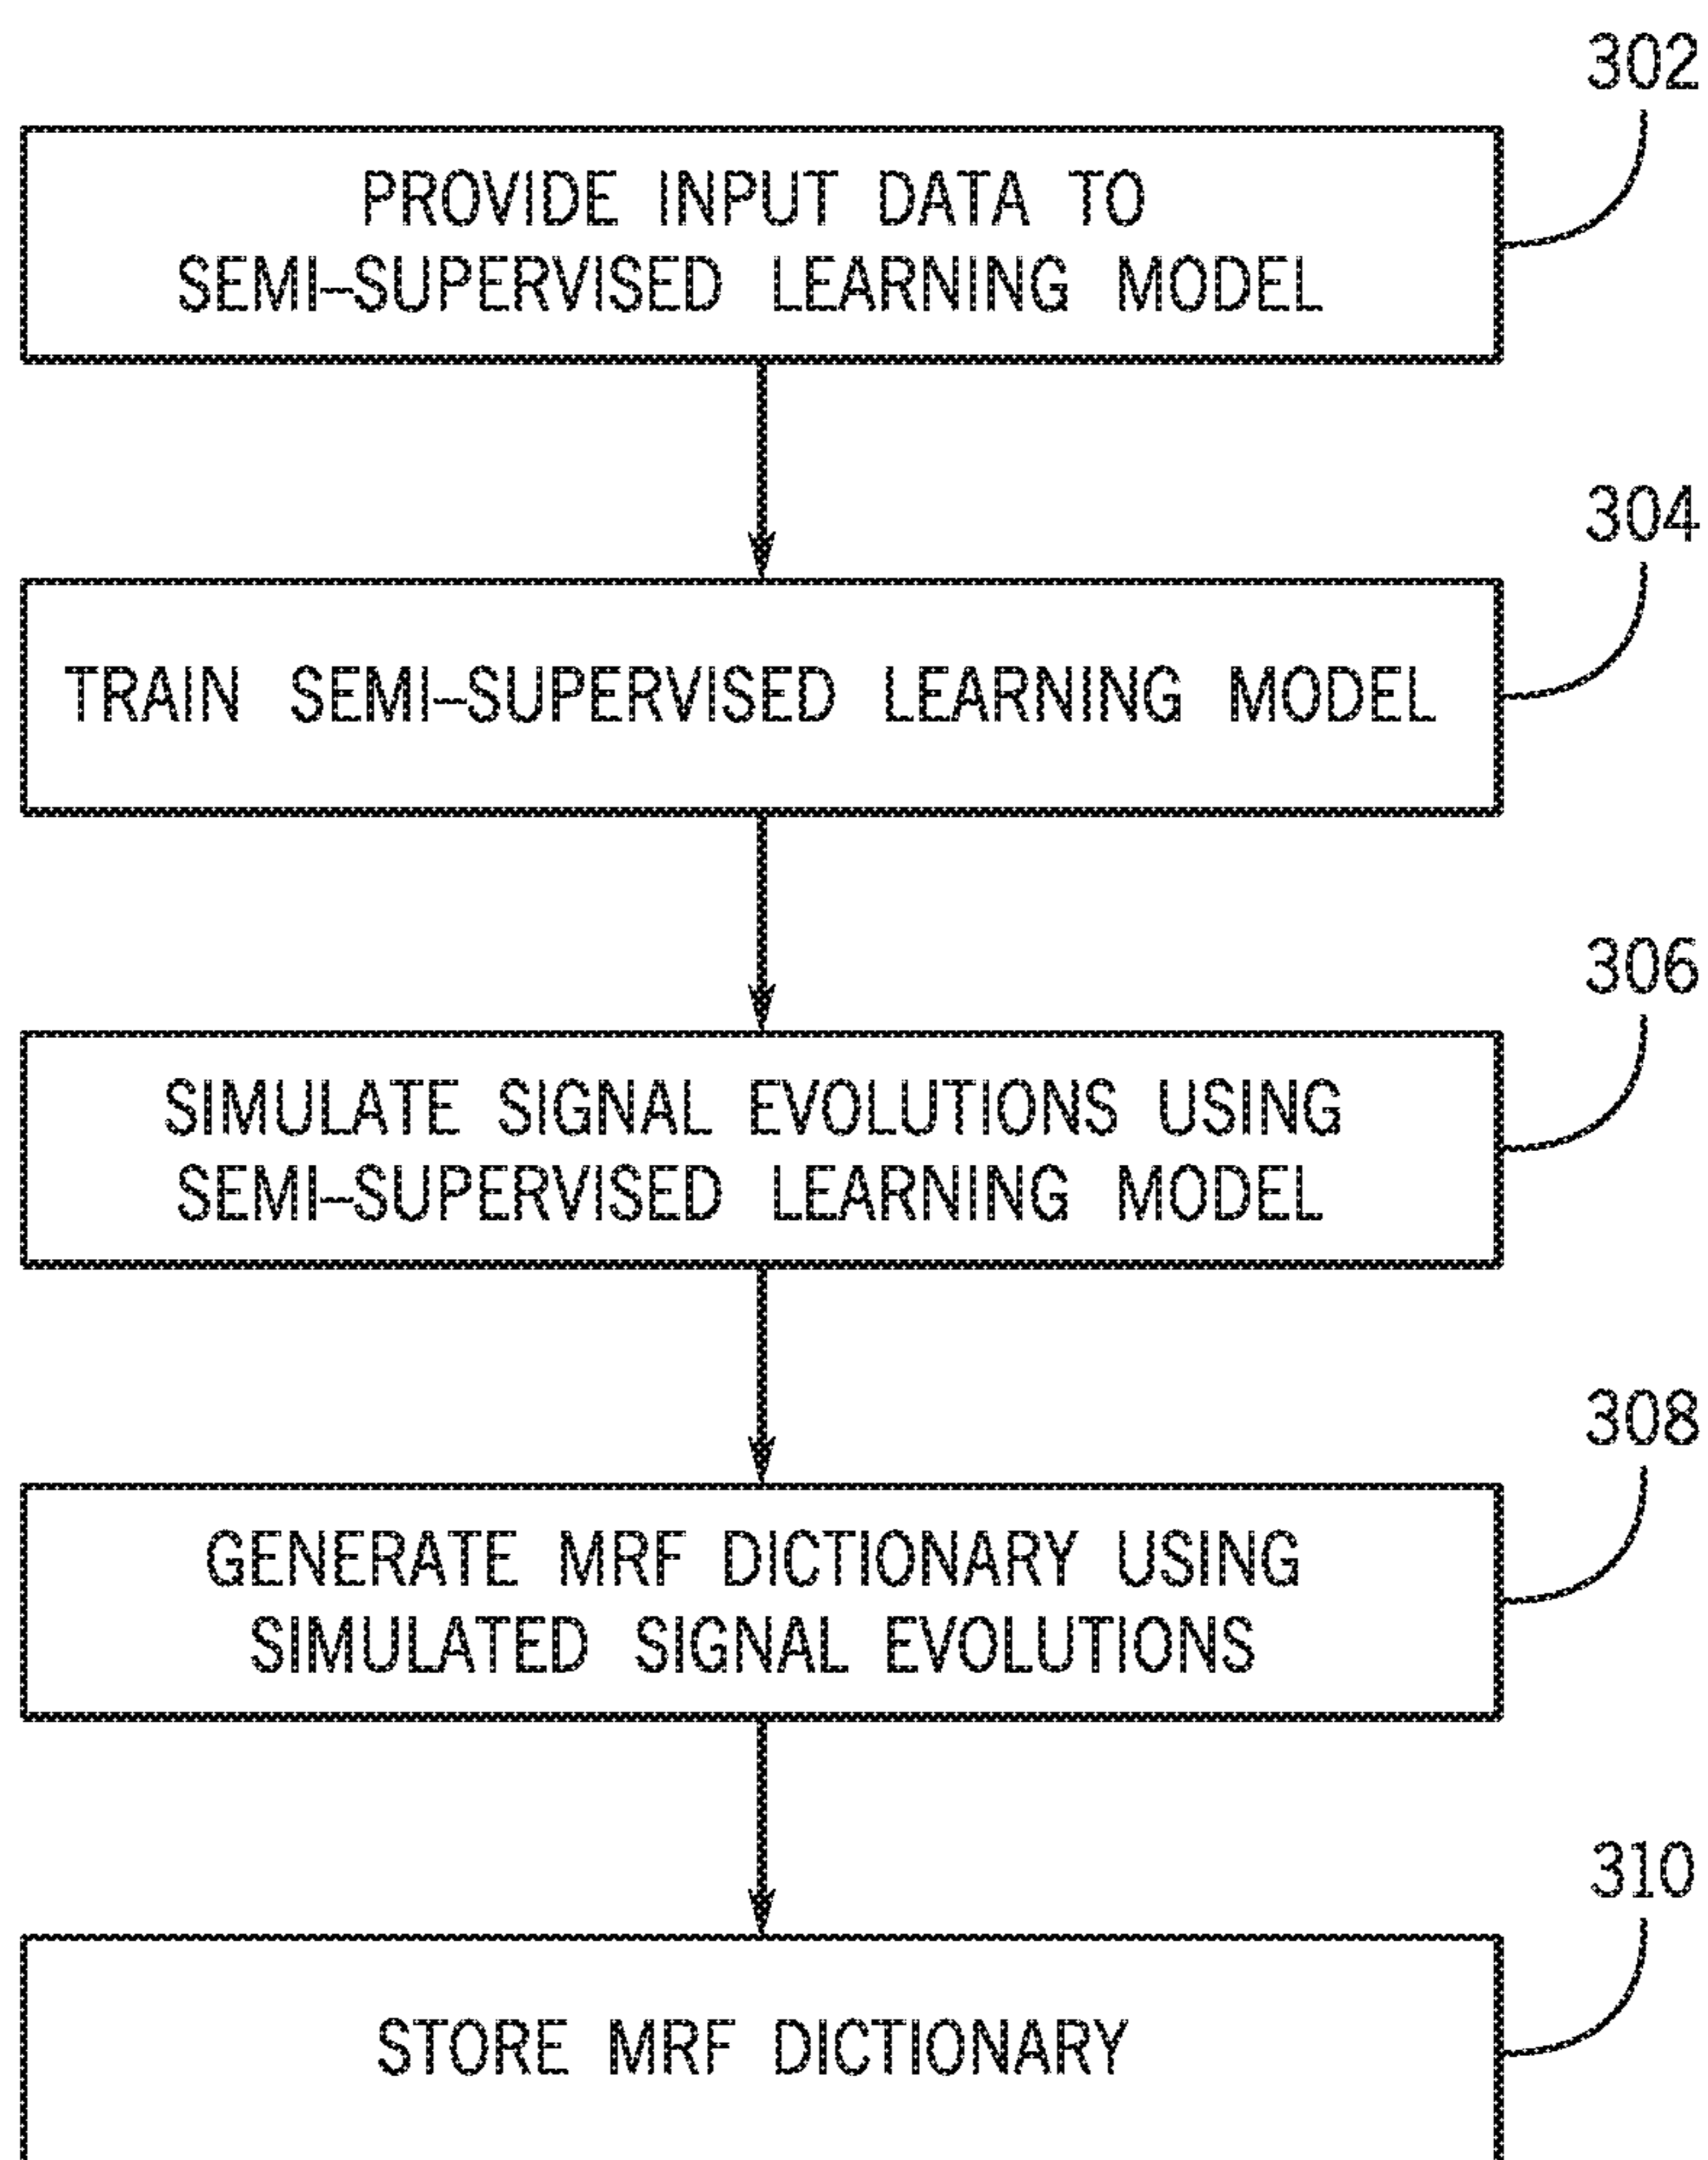 302
PROVIDE INPUT DATA TO
SEMI-SUPERVISED LEARNING MODEL
304
TRAIN SEMI-SUPERVISED LEARNING MODEL
306
SIMULATE SIGNAL EVOLUTIONS USING
SEMI-SUPERVISED LEARNING MODEL
308
GENERATE MRF DICTIONARY USING
SIMULATED SIGNAL EVOLUTIONS
310
STORE MRF DICTIONARY